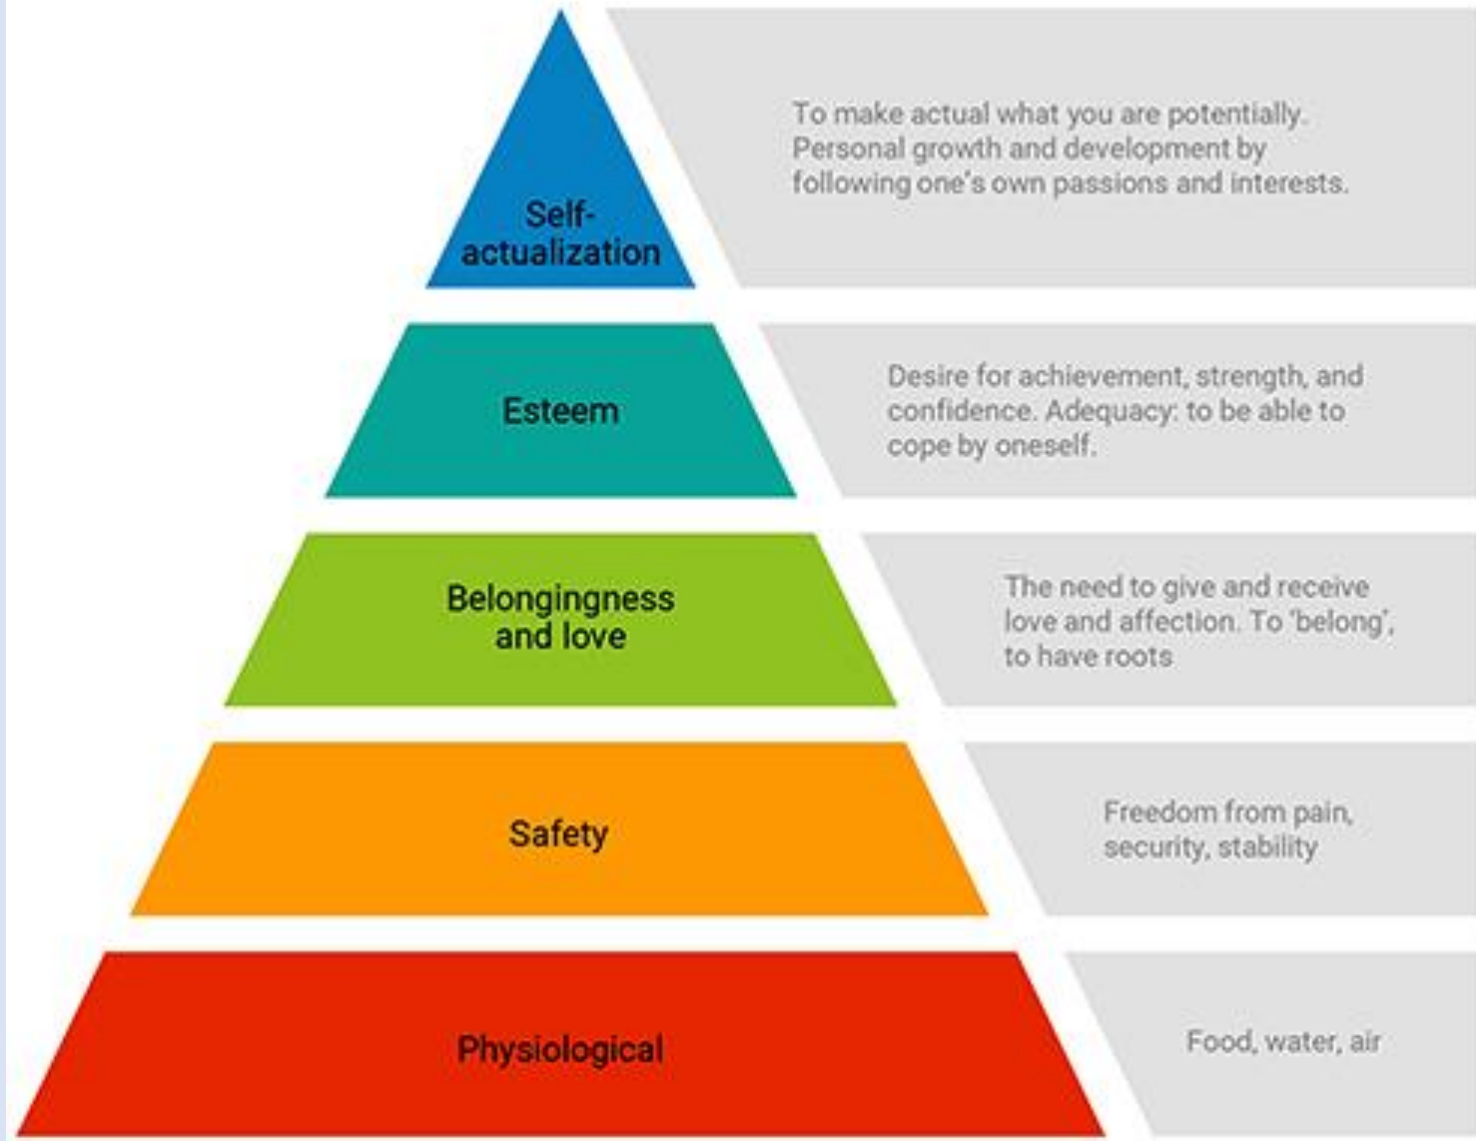 Self-
actualization
To make actual what you are potentially.
Personal growth and development by
following one's own passions and interests.
Esteem
Desire for achievement, strength, and
confidence. Adequacy: to be able to
cope by oneself.
Belongingness
and love
The need to give and receive
love and affection. To 'belong',
to have roots
Safety
Freedom from pain,
security, stability
Physiological
Food, water, air